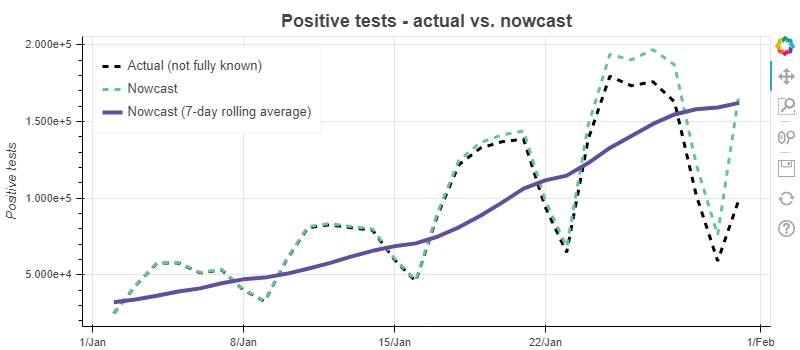 Positive tests - actual vs. nowcast
Actual (not fully known)
Nowcast
Nowcast (7-day rolling average)
Positive tests
2.000e+5
1.500e+5
1.000e+5
5.000e+4
1/Jan
8/Jan
15/Jan
22/Jan
1/Feb